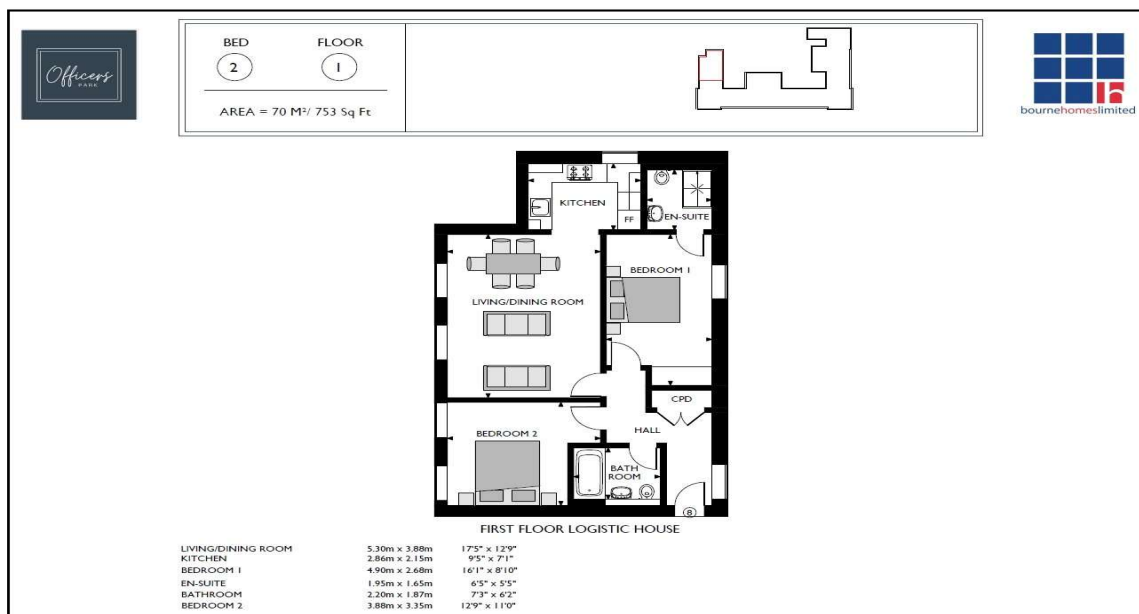 Officers
PARK
BED FLOOR
2 1
AREA = 70 M²/ 753 Sq Ft
bournehomeslimited
KITCHEN
FF
EN-SUITE
BEDROOM 1
LIVING/DINING ROOM
CPD
HALL
BEDROOM 2
BATH
ROOM
8
FIRST FLOOR LOGISTIC HOUSE
LIVING/DINING ROOM 5.30m x 3.88m 17'5" x 12'9"
KITCHEN 2.86m x 2.15m 9'5" x 7'1"
BEDROOM 1 4.90m x 2.68m 16'1" x 8'10"
EN-SUITE 1.95m x 1.65m 6'5" x 5'5"
BATHROOM 2.20m x 1.87m 7'3" x 6'2"
BEDROOM 2 3.88m x 3.35m 12'9" x 11'0"